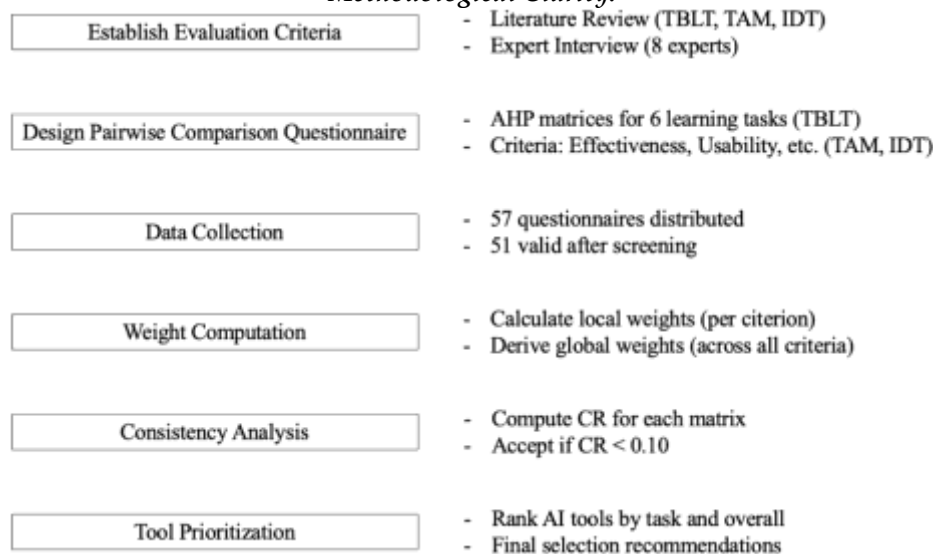 Methodological Clarity.
Establish Evaluation Criteria
- Literature Review (TBLT, TAM, IDT)
- Expert Interview (8 experts)
Design Pairwise Comparison Questionnaire
- AHP matrices for 6 learning tasks (TBLT)
- Criteria: Effectiveness, Usability, etc. (TAM, IDT)
Data Collection
- 57 questionnaires distributed
- 51 valid after screening
Weight Computation
- Calculate local weights (per citerion)
- Derive global weights (across all criteria)
Consistency Analysis
- Compute CR for each matrix
- Accept if CR < 0.10
Tool Prioritization
- Rank AI tools by task and overall
- Final selection recommendations